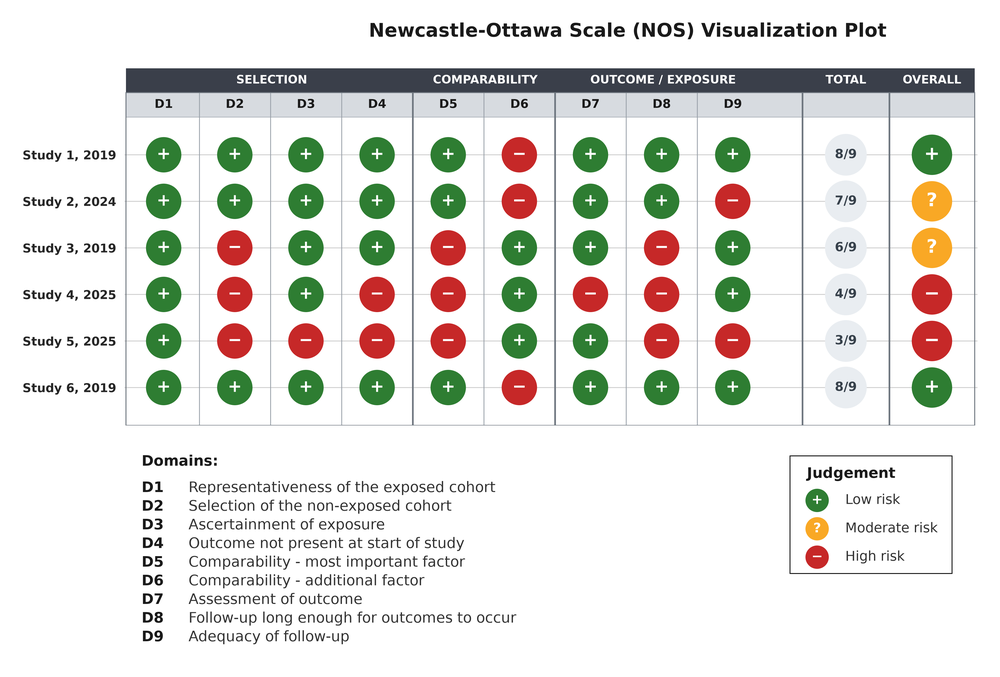 Newcastle-Ottawa Scale (NOS) Visualization Plot
SELECTION COMPARABILITY OUTCOME / EXPOSURE TOTAL OVERALL
D1 D2 D3 D4 D5 D6 D7 D8 D9
Study 1, 2019 + + + + + − + + + 8/9 +
Study 2, 2024 + + + + + − + + − 7/9 ?
Study 3, 2019 + − + + − + + − + 6/9 ?
Study 4, 2025 + − + − − + − − + 4/9 −
Study 5, 2025 + − − − − + + − − 3/9 −
Study 6, 2019 + + + + + − + + + 8/9 +
Domains:
D1 Representativeness of the exposed cohort
D2 Selection of the non-exposed cohort
D3 Ascertainment of exposure
D4 Outcome not present at start of study
D5 Comparability - most important factor
D6 Comparability - additional factor
D7 Assessment of outcome
D8 Follow-up long enough for outcomes to occur
D9 Adequacy of follow-up
Judgement
+ Low risk
? Moderate risk
− High risk